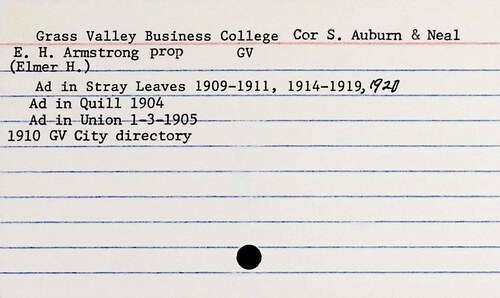 Grass Valley Business College Cor S. Auburn & Neal
E. H. Armstrong prop GV
(Elmer H.)
Ad in Stray Leaves 1909-1911, 1914-1919, 1920
Ad in Quill 1904
Ad in Union 1-3-1905
1910 GV City directory